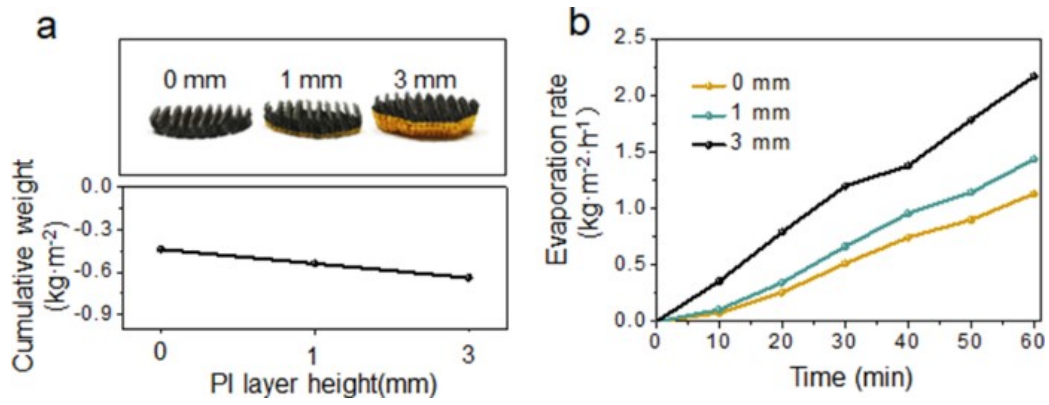 a
0 mm
1 mm
3 mm
Cumulative weight
(kg·m-2)
0.0
-0.3
-0.6
-0.9
0
1
3
PI layer height(mm)
b
Evaporation rate
(kg·m-2·h-1)
2.5
2.0
1.5
1.0
0.5
0.0
0 mm
1 mm
3 mm
0
10
20
30
40
50
60
Time (min)